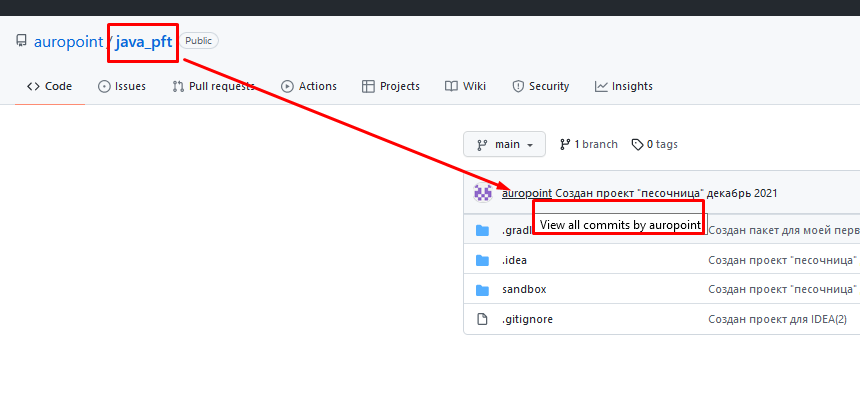 auropoint / java_pft Public
Code Issues Pull requests Actions Projects Wiki Security Insights
main 1 branch 0 tags
auropoint Создан проект "песочница" декабрь 2021
View all commits by auropoint
Создан пакет для моей перв
.idea Создан проект "песочница"
sandbox Создан проект "песочница"
.gitignore Создан проект для IDEA(2)